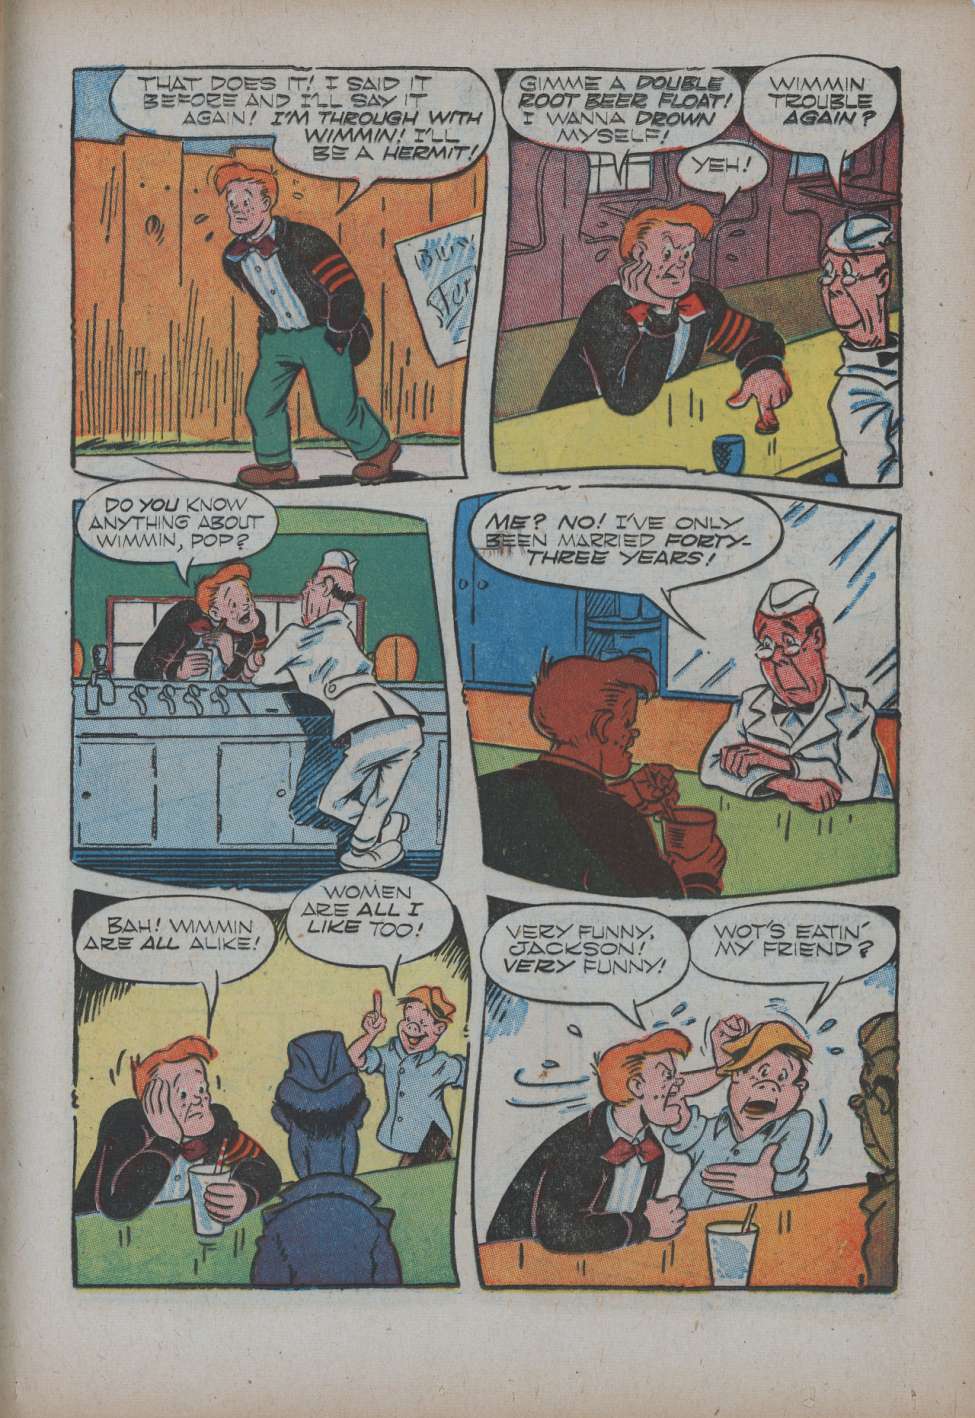 THAT DOES IT! I SAID IT
BEFORE AND I'LL SAY IT
AGAIN! I'M THROUGH WITH
WIMMIN! I'LL
BE A HERMIT!
GIMME A DOUBLE
ROOT BEER FLOAT!
I WANNA DROWN
MYSELF!
YEH!
WIMMIN
TROUBLE
AGAIN?
DO YOU KNOW
ANYTHING ABOUT
WIMMIN, POP?
ME? NO! I'VE ONLY
BEEN MARRIED FORTY-
THREE YEARS!
BAH! WIMMIN
ARE ALL ALIKE!
WOMEN
ARE ALL I
LIKE TOO!
VERY FUNNY,
JACKSON!
VERY FUNNY!
WOT'S EATIN'
MY FRIEND?